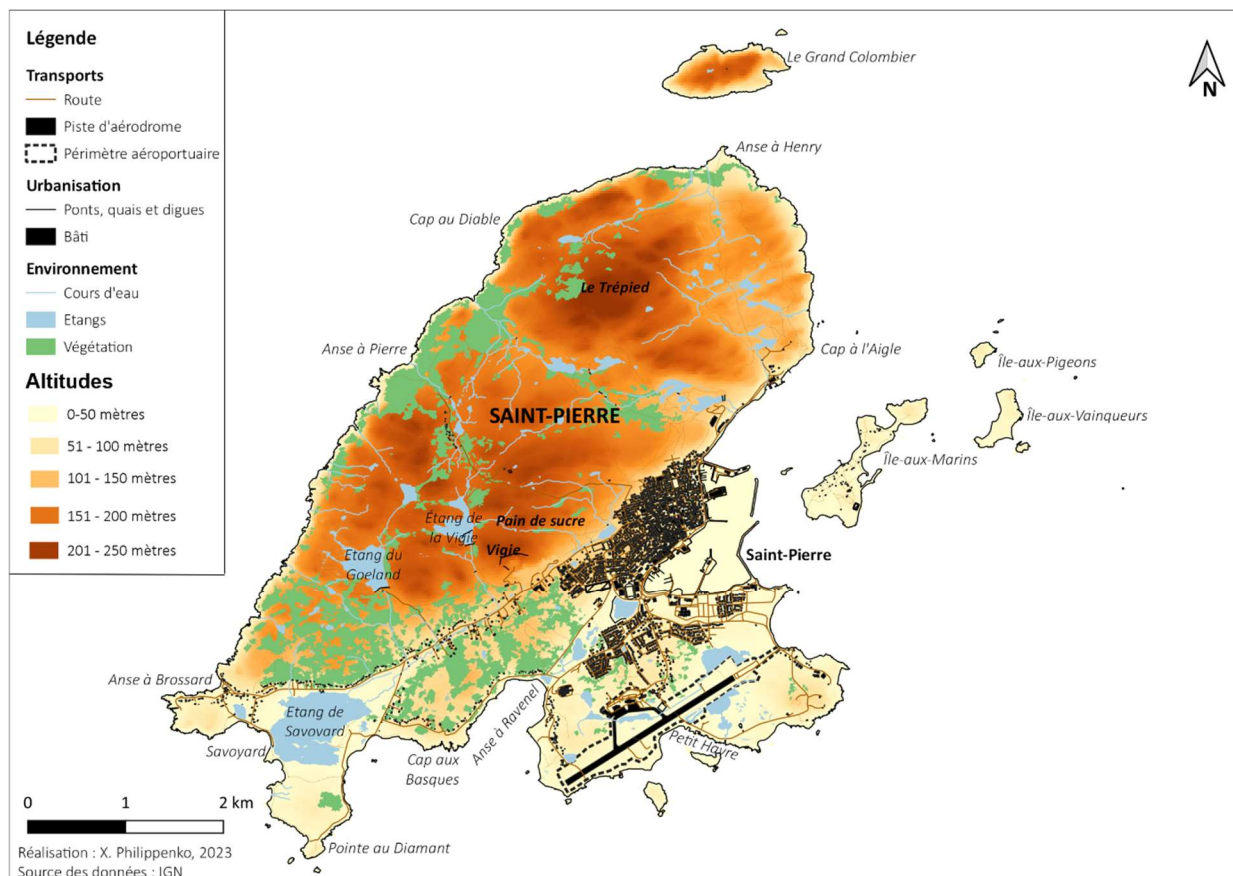 Légende
Transports
Route
Piste d'aérodrome
Périmètre aéroportuaire
Urbanisation
Ponts, quais et digues
Bâti
Environnement
Cours d'eau
Etangs
Végétation
Altitudes
0-50 mètres
51 - 100 mètres
101 - 150 mètres
151 - 200 mètres
201 - 250 mètres
Le Grand Colombier
N
Anse à Henry
Cap au Diable
Le Trépied
Anse à Pierre
Cap à l'Aigle
Île-aux-Pigeons
SAINT-PIERRE
Île-aux-Vainqueurs
Île-aux-Marins
Étang de
la Vigie
Pain de sucre
Vigie
Etang du
Goeland
Saint-Pierre
Anse à Brossard
Etang de
Savoyard
Savoyard
Anse à Ravenel
Cap aux
Basques
Petit Havre
Pointe au Diamant
0 1 2 km
Réalisation : X. Philippenko, 2023
Source des données : IGN